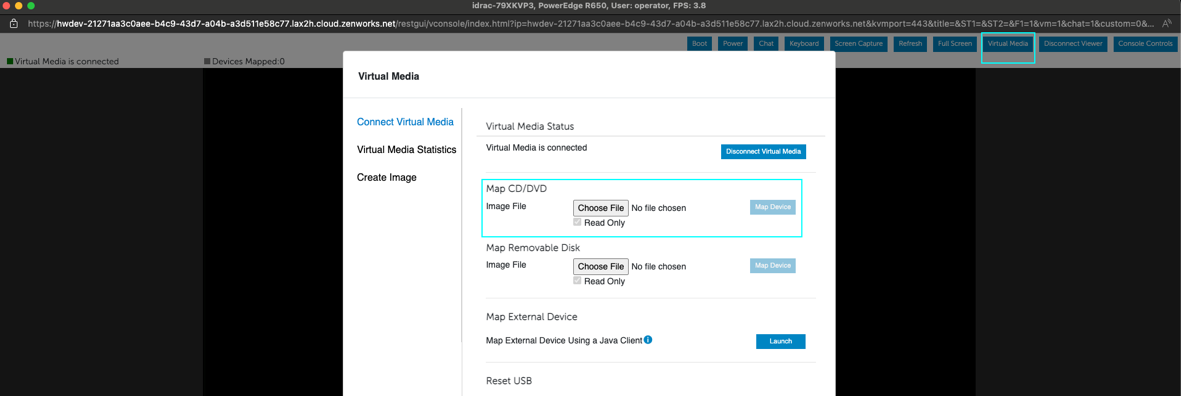 idrac-79XKVP3, PowerEdge R650, User: operator, FPS: 3.8
https://hwdev-21271aa3c0aee-b4c9-43d7-a04b-a3d511e58c77.lax2h.cloud.zenworks.net/restgui/vconsole/index.html?ip=hwdev-21271aa3c0aee-b4c9-43d7-a04b-a3d511e58c77.lax2h.cloud.zenworks.net&kvmport=443&title=&ST1=&ST2=&F1=1&vm=1&chat=1&custom=0&...
Boot Power Chat Keyboard Screen Capture Refresh Full Screen Virtual Media Disconnect Viewer Console Controls
Virtual Media is connected Devices Mapped:0
Virtual Media
Connect Virtual Media
Virtual Media Statistics
Create Image
Virtual Media Status
Virtual Media is connected Disconnect Virtual Media
Map CD/DVD
Image File Choose File No file chosen Map Device
Read Only
Map Removable Disk
Image File Choose File No file chosen Map Device
Read Only
Map External Device
Map External Device Using a Java Client Launch
Reset USB